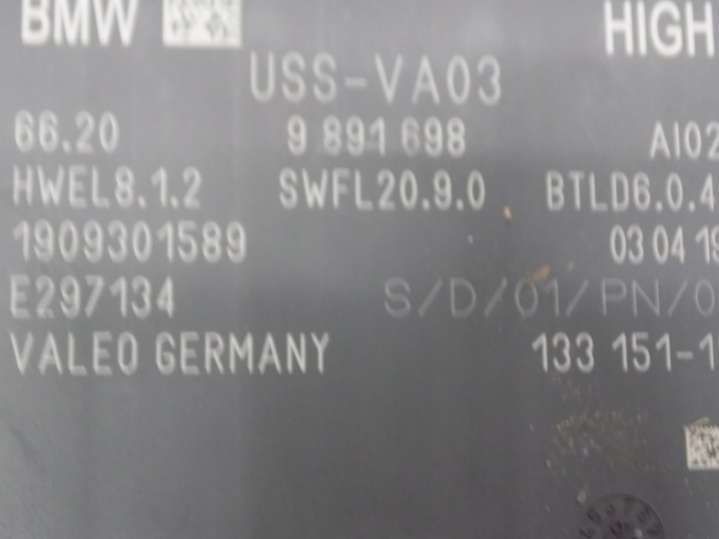 BMW HIGH
USS-VA03
66.20 9 891 698 AI02
HWEL8.1.2 SWFL20.9.0 BTLD6.0.4
1909301589 03 04 19
E297134 S/D/01/PN/0
VALEO GERMANY 133 151-1